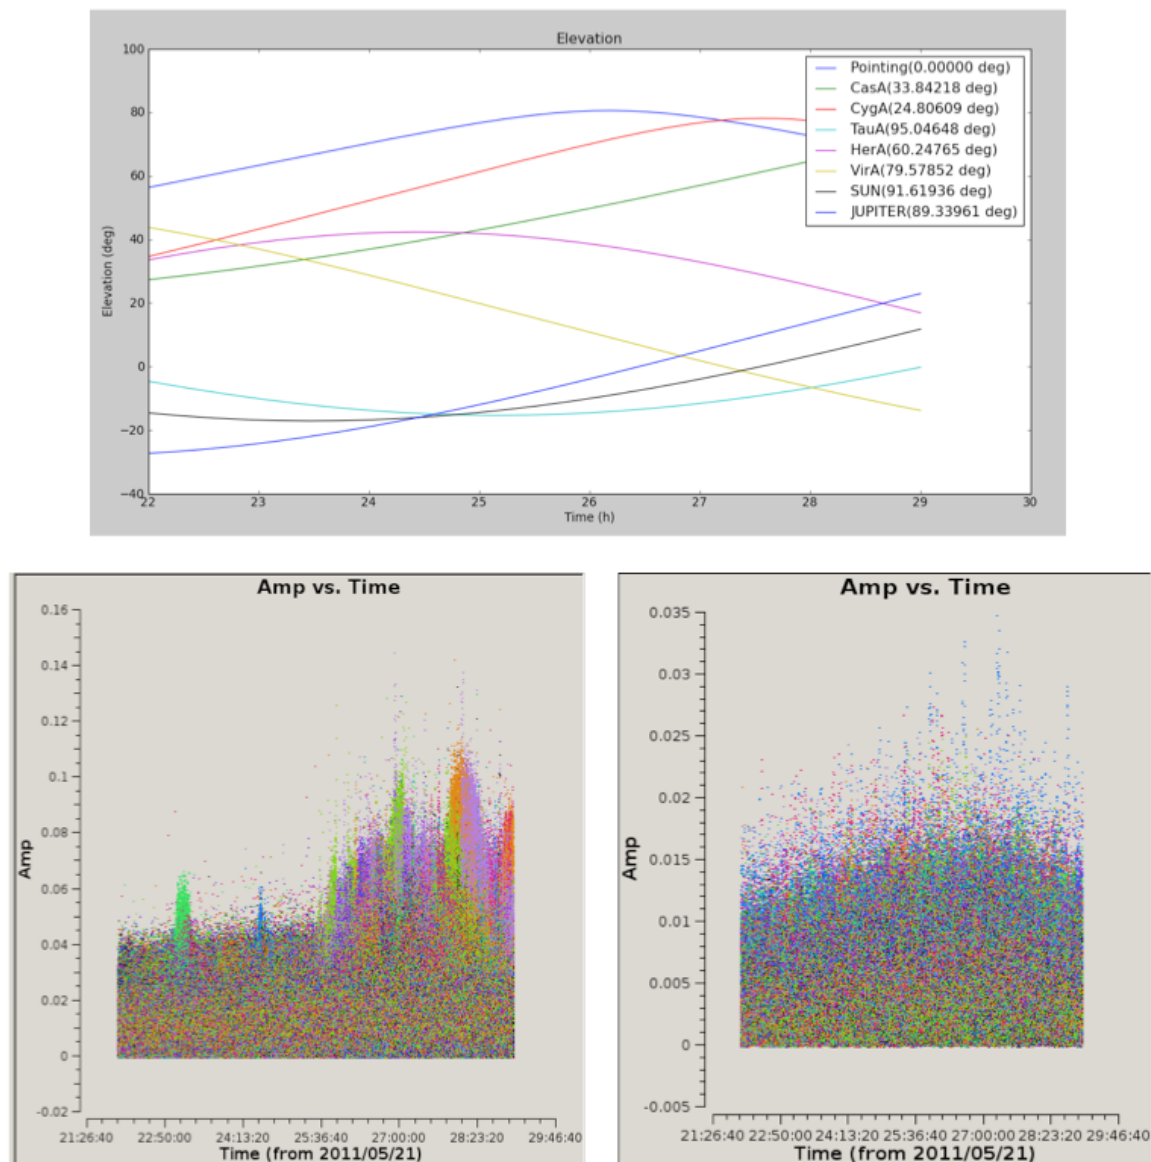 Elevation
100
80
60
40
20
0
−20
−40
Elevation (deg)
Pointing(0.00000 deg)
CasA(33.84218 deg)
CygA(24.80609 deg)
TauA(95.04648 deg)
HerA(60.24765 deg)
VirA(79.57852 deg)
SUN(91.61936 deg)
JUPITER(89.33961 deg)
22 23 24 25 26 27 28 29 30
Time (h)
Amp vs. Time
0.16
0.14
0.12
0.1
0.08
0.06
0.04
0.02
0
-0.02
Amp
21:26:40 22:50:00 24:13:20 25:36:40 27:00:00 28:23:20 29:46:40
Time (from 2011/05/21)
Amp vs. Time
0.035
0.03
0.025
0.02
0.015
0.01
0.005
0
-0.005
Amp
21:26:40 22:50:00 24:13:20 25:36:40 27:00:00 28:23:20 29:46:40
Time (from 2011/05/21)